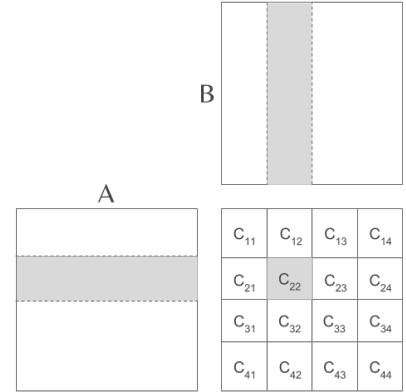 B
A
C₁₁ C₁₂ C₁₃ C₁₄
C₂₁ C₂₂ C₂₃ C₂₄
C₃₁ C₃₂ C₃₃ C₃₄
C₄₁ C₄₂ C₄₃ C₄₄